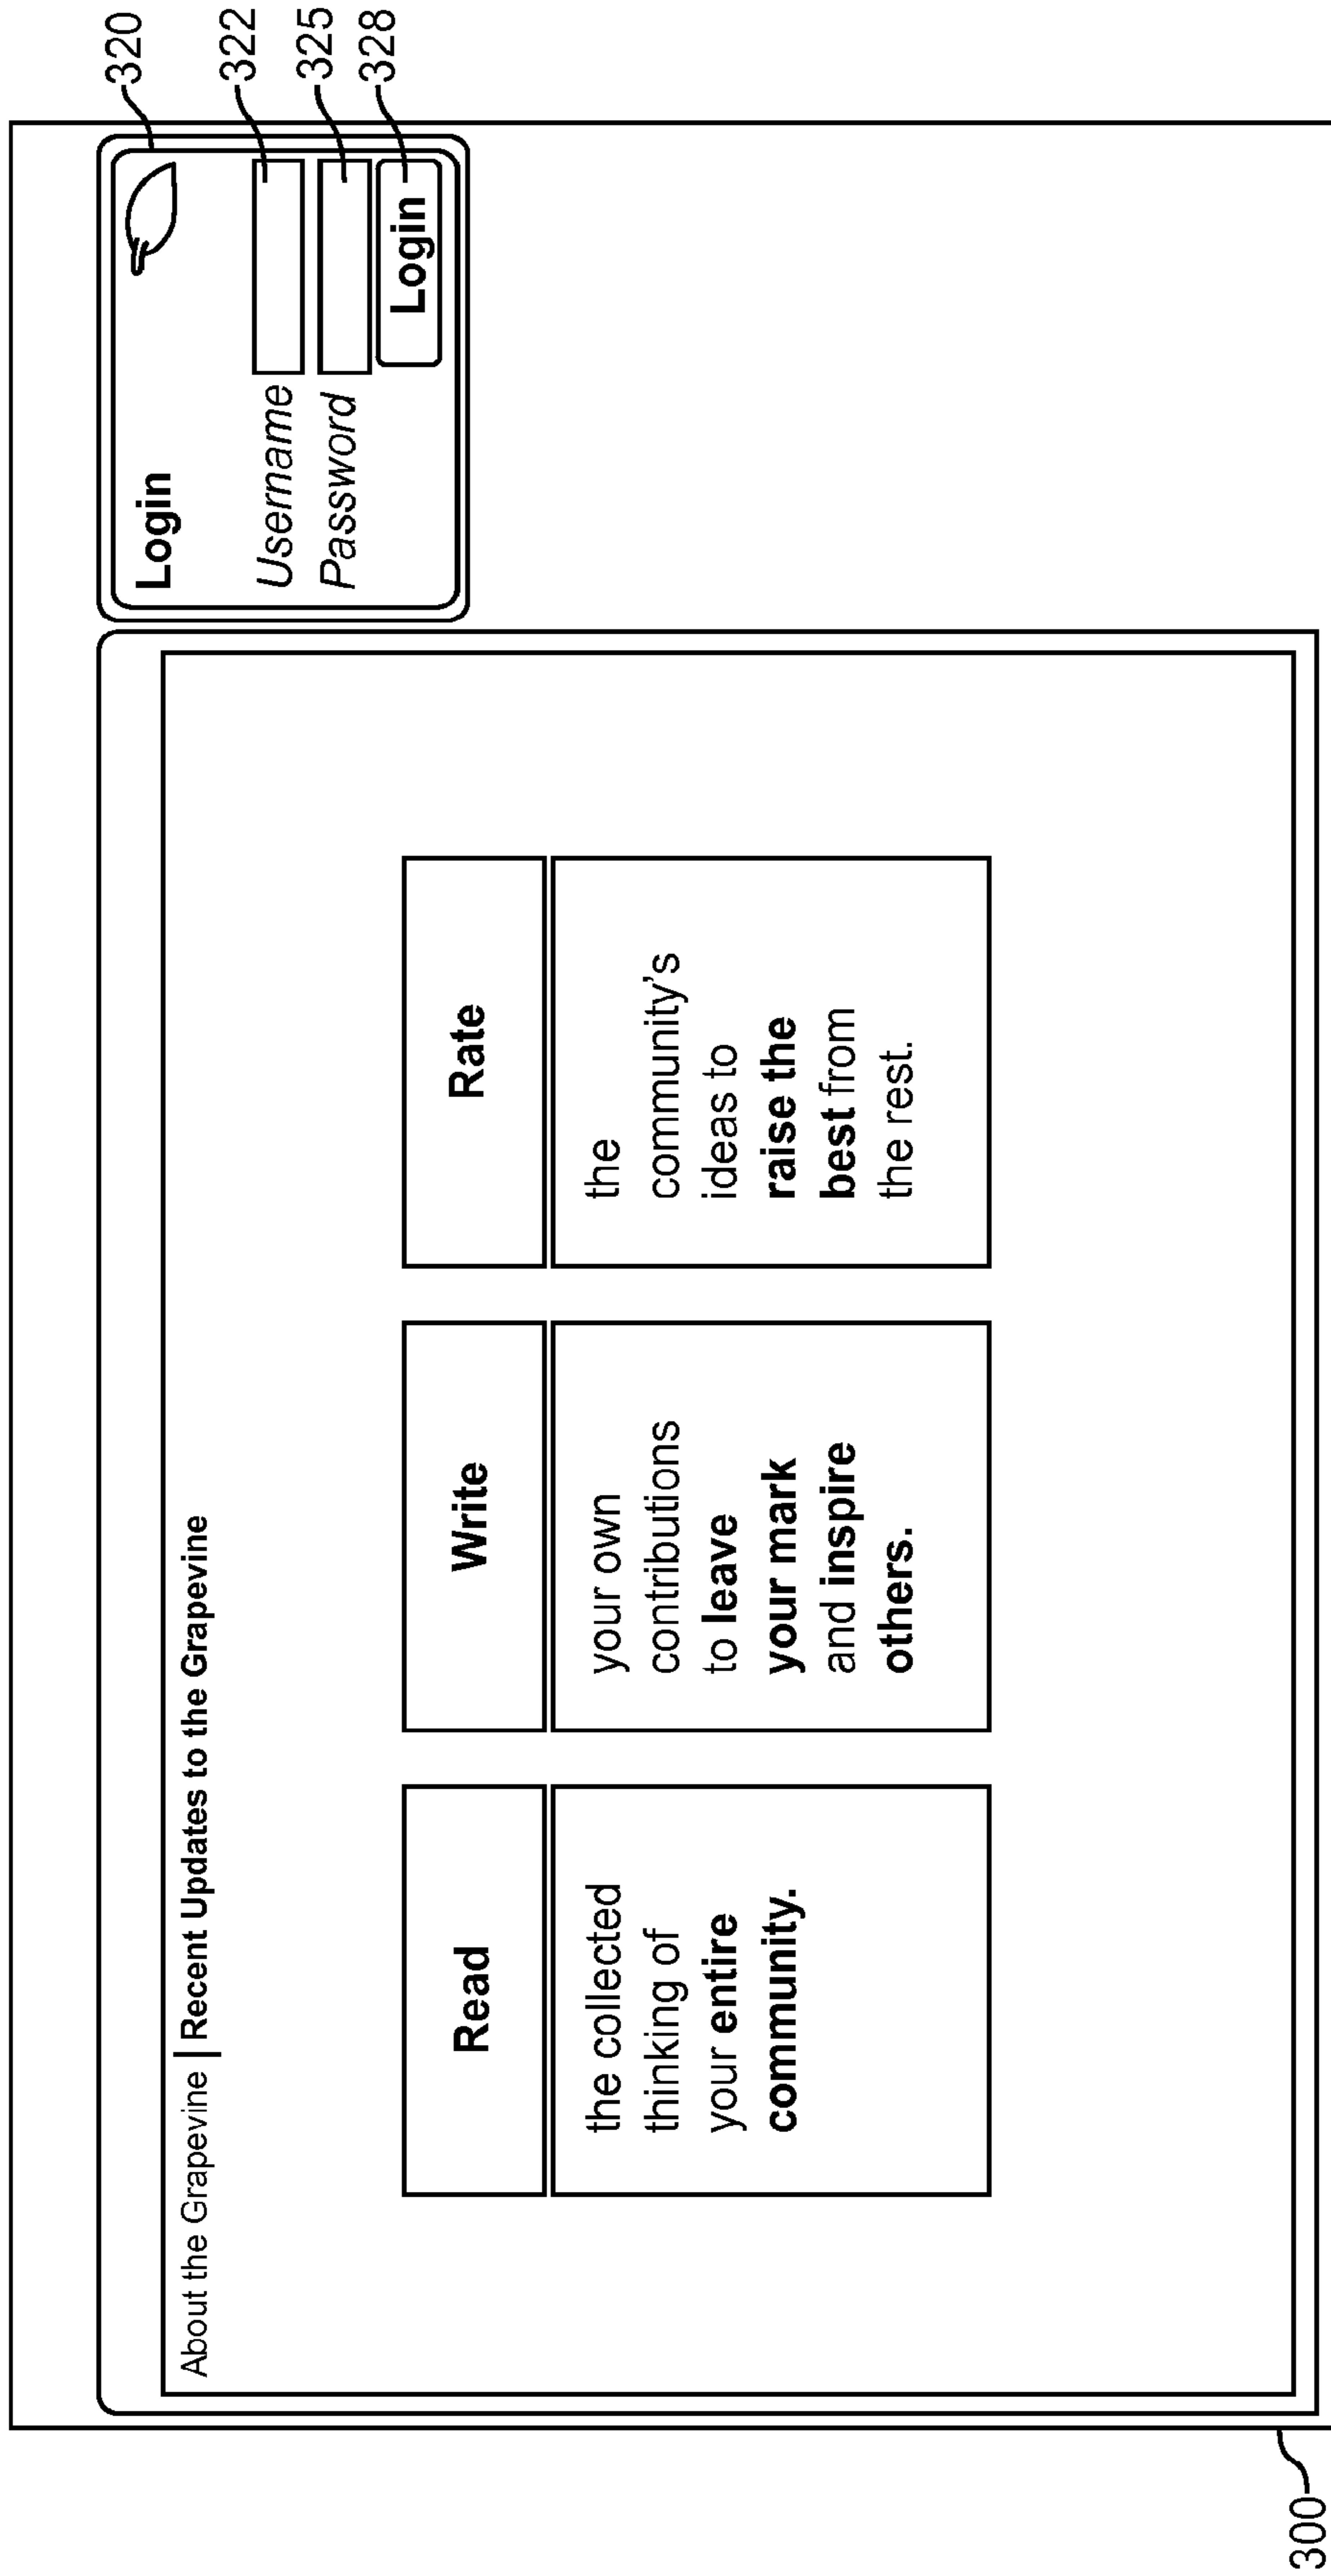 About the Grapevine | Recent Updates to the Grapevine
Read
the collected
thinking of
your entire
community.
Write
your own
contributions
to leave
your mark
and inspire
others.
Rate
the
community's
ideas to
raise the
best from
the rest.
Login
Username
Password
Login
320
322
325
328
300